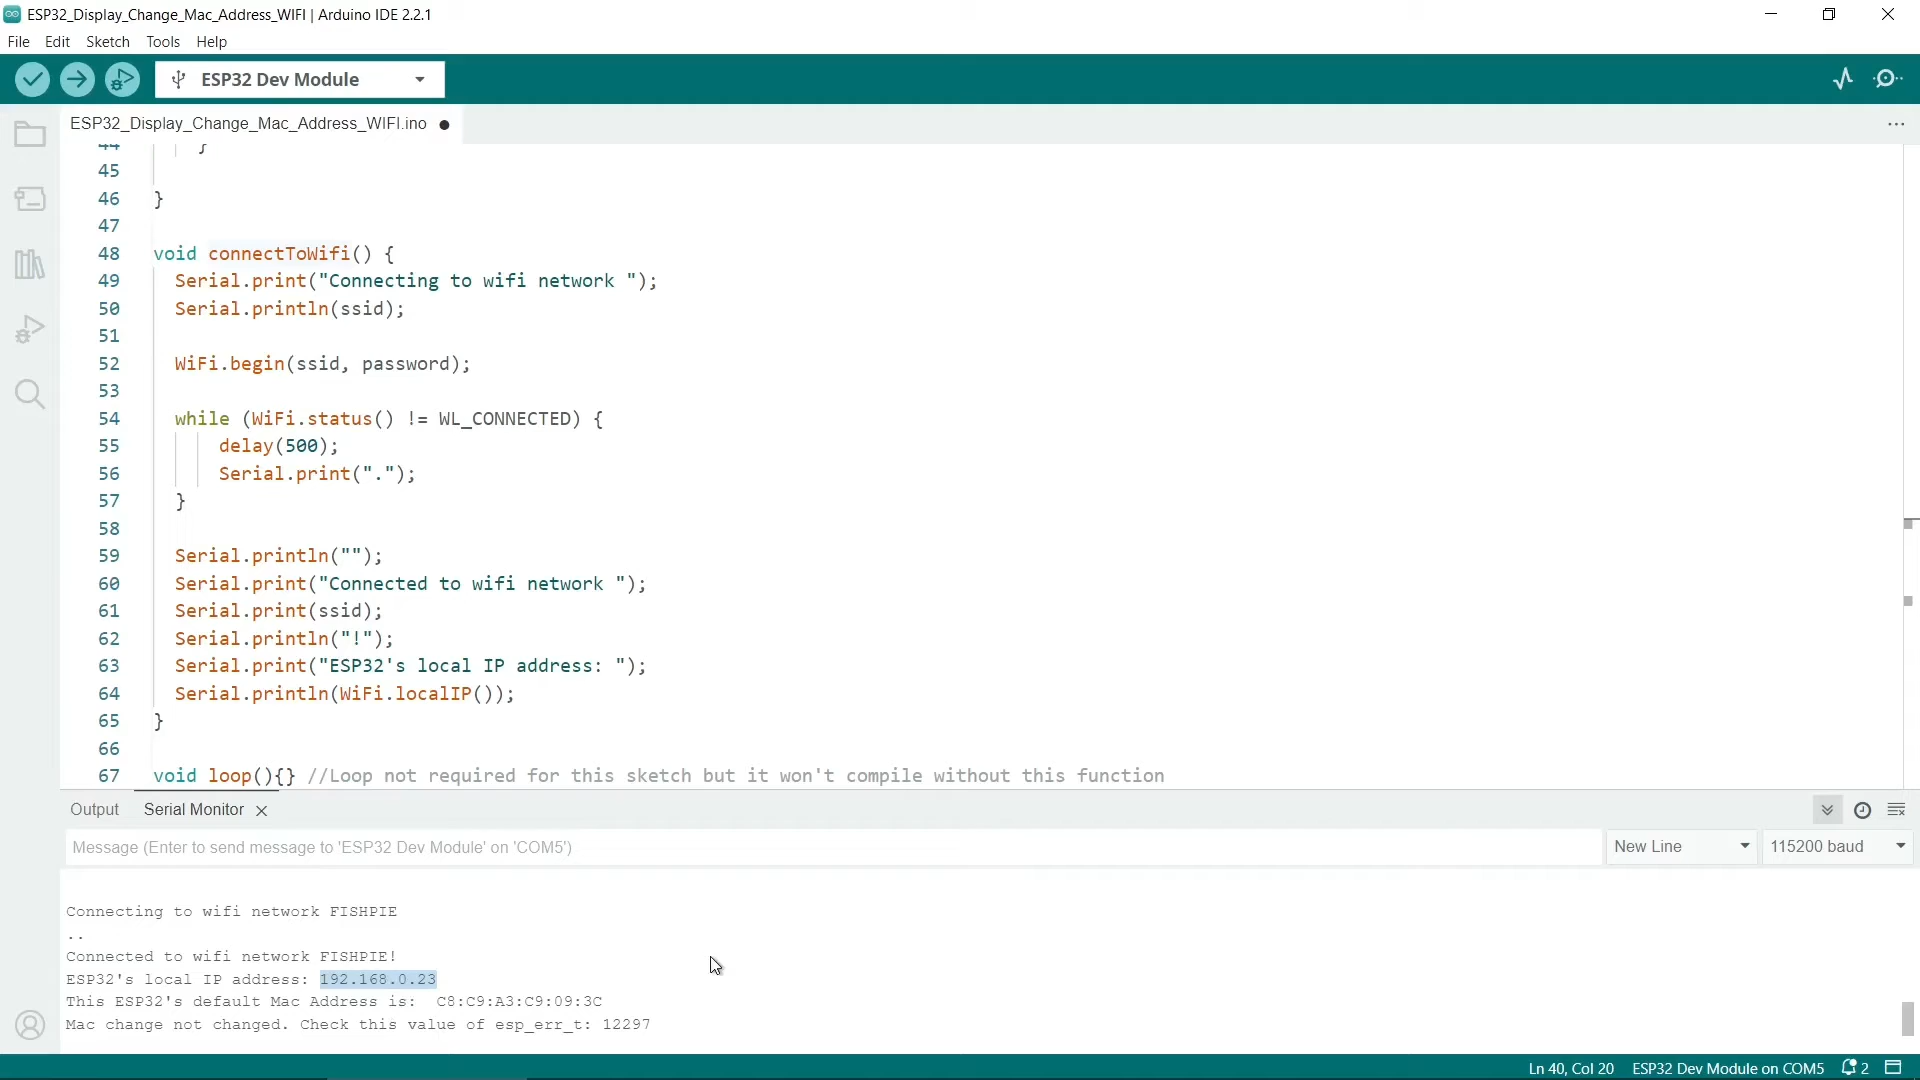 ESP32_Display_Change_Mac_Address_WIFI | Arduino IDE 2.2.1
File Edit Sketch Tools Help
ESP32 Dev Module
ESP32_Display_Change_Mac_Address_WIFI.ino
44 }
45
46 }
47
48 void connectToWifi() {
49 Serial.print("Connecting to wifi network ");
50 Serial.println(ssid);
51
52 WiFi.begin(ssid, password);
53
54 while (WiFi.status() != WL_CONNECTED) {
55 delay(500);
56 Serial.print(".");
57 }
58
59 Serial.println("");
60 Serial.print("Connected to wifi network ");
61 Serial.print(ssid);
62 Serial.println("!");
63 Serial.print("ESP32's local IP address: ");
64 Serial.println(WiFi.localIP());
65 }
66
67 void loop(){} //Loop not required for this sketch but it won't compile without this function
Output Serial Monitor
Message (Enter to send message to 'ESP32 Dev Module' on 'COM5')
New Line 115200 baud
Connecting to wifi network FISHPIE
..
Connected to wifi network FISHPIE!
ESP32's local IP address: 192.168.0.23
This ESP32's default Mac Address is: C8:C9:A3:C9:09:3C
Mac change not changed. Check this value of esp_err_t: 12297
Ln 40, Col 20 ESP32 Dev Module on COM5 2